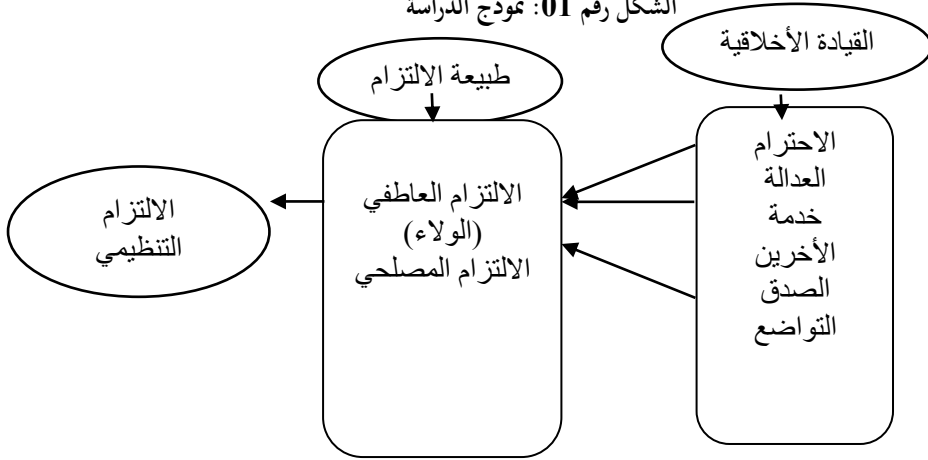 الشكل رقم 01: نموذج الدراسة
القيادة الأخلاقية
الاحترام
العدالة
خدمة
الأخرين
الصدق
التواضع
طبيعة الالتزام
الالتزام العاطفي
(الولاء)
الالتزام المصلحي
الالتزام
التنظيمي